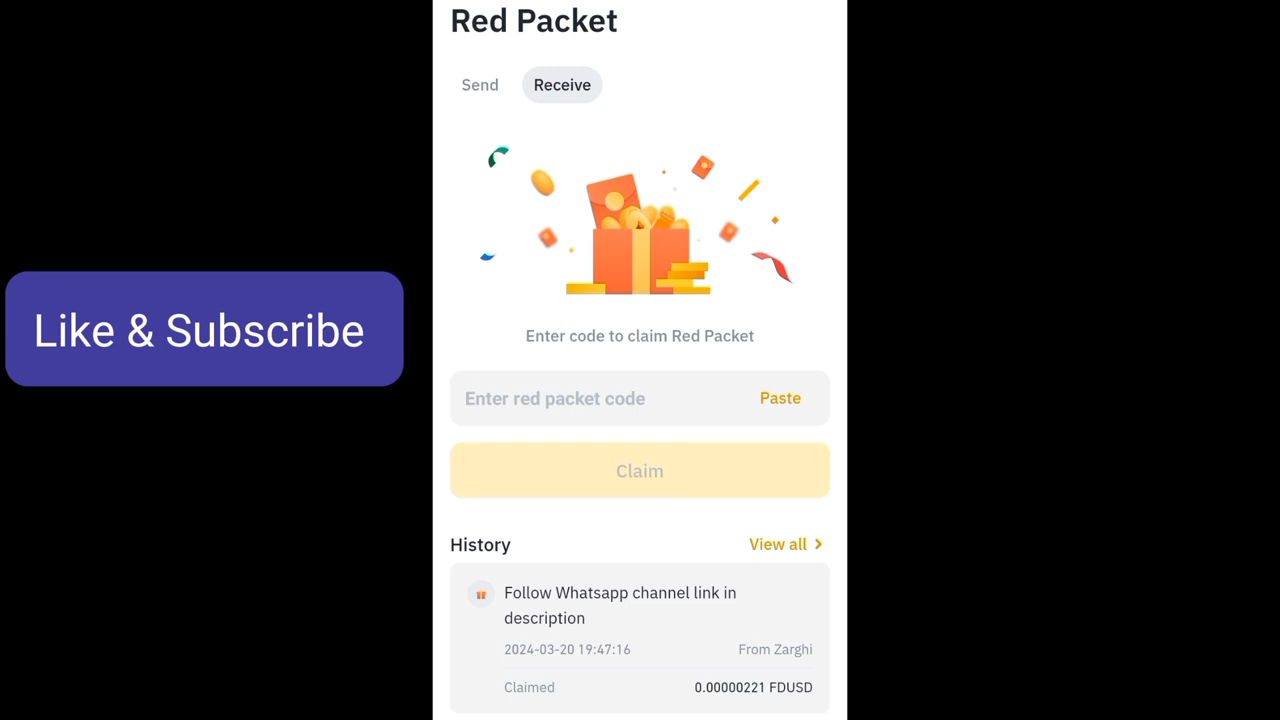 Red Packet
Send Receive
Like & Subscribe
Enter code to claim Red Packet
Enter red packet code Paste
Claim
History View all
Follow Whatsapp channel link in
description
2024-03-20 19:47:16 From Zarghi
Claimed 0.00000221 FDUSD